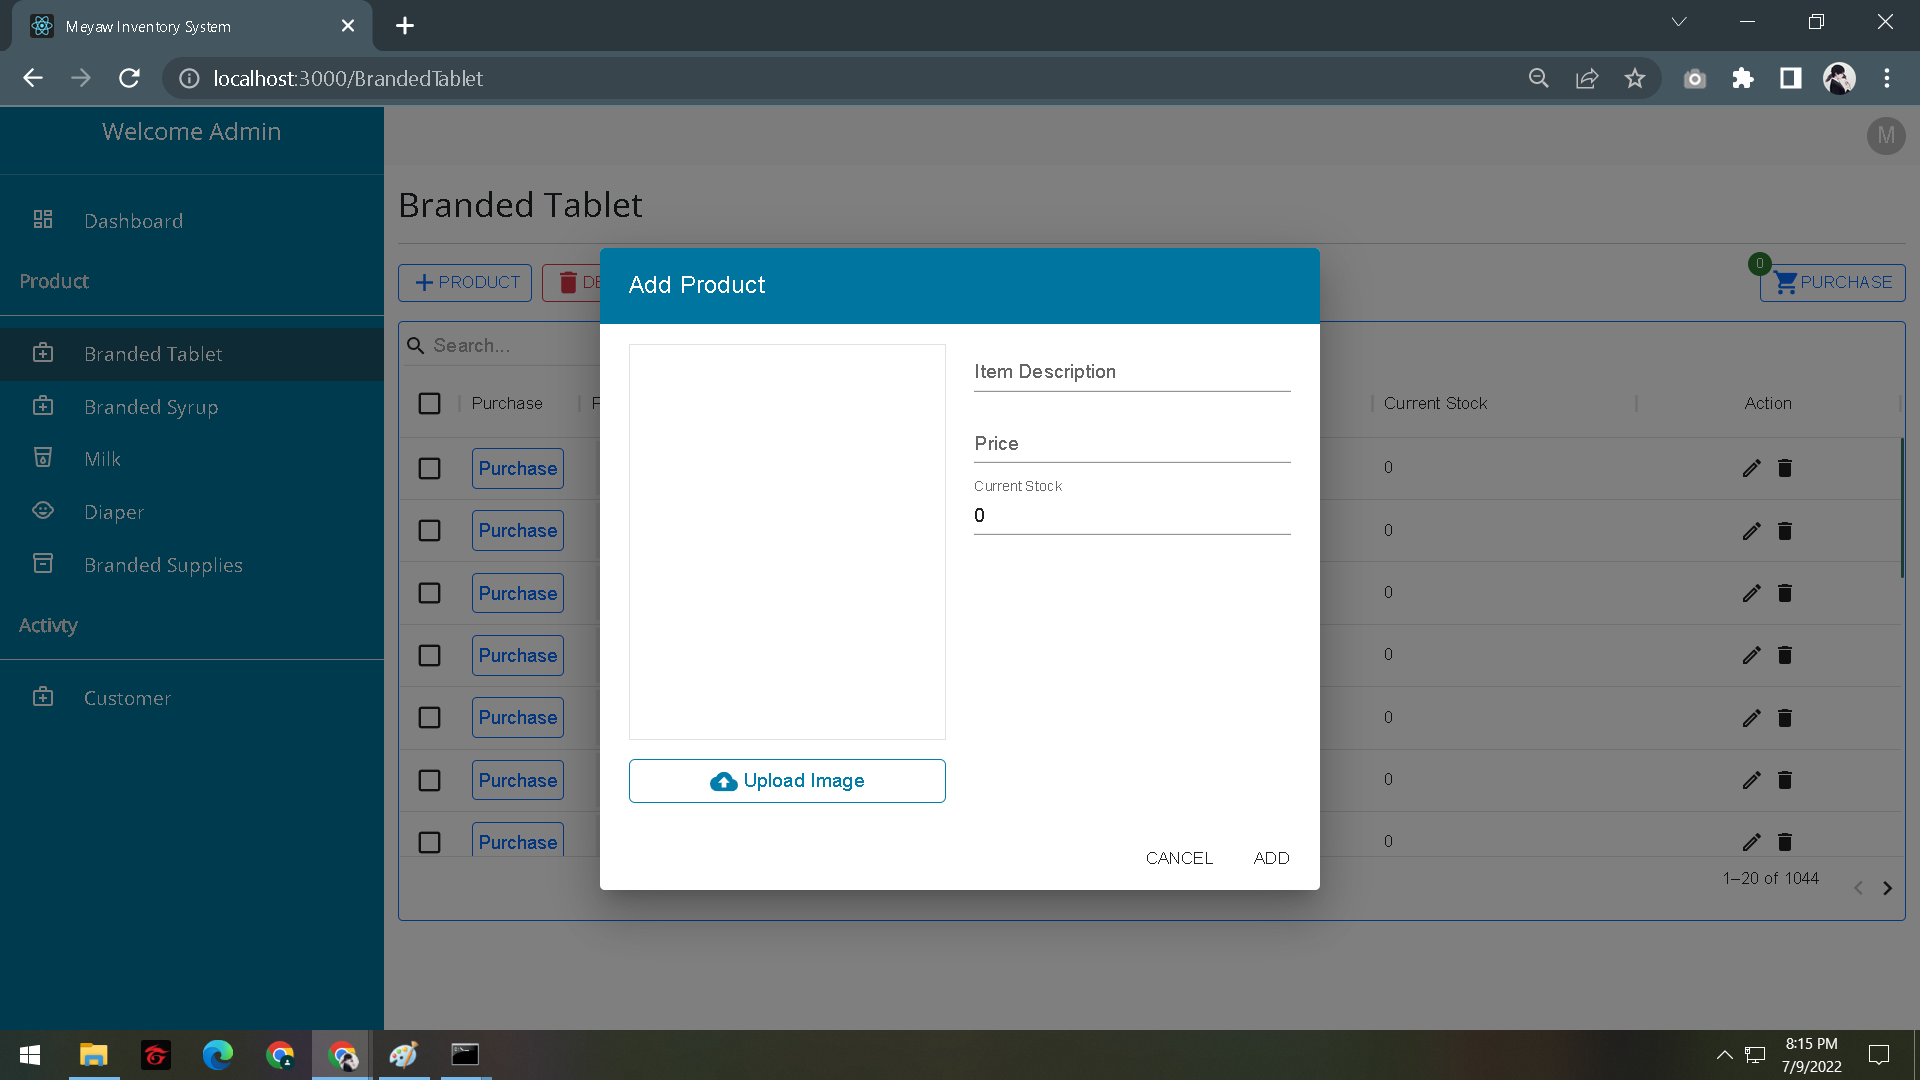 Meyaw Inventory System
localhost:3000/BrandedTablet
Welcome Admin
M
Dashboard
Product
Branded Tablet
Branded Syrup
Milk
Diaper
Branded Supplies
Activty
Customer
Branded Tablet
PRODUCT
DE
0
PURCHASE
Search...
Purchase
Current Stock
Action
Purchase
0
Purchase
0
Purchase
0
Purchase
0
Purchase
0
Purchase
0
Purchase
0
1–20 of 1044
Add Product
Item Description
Price
Current Stock
0
Upload Image
CANCEL
ADD
8:15 PM
7/9/2022